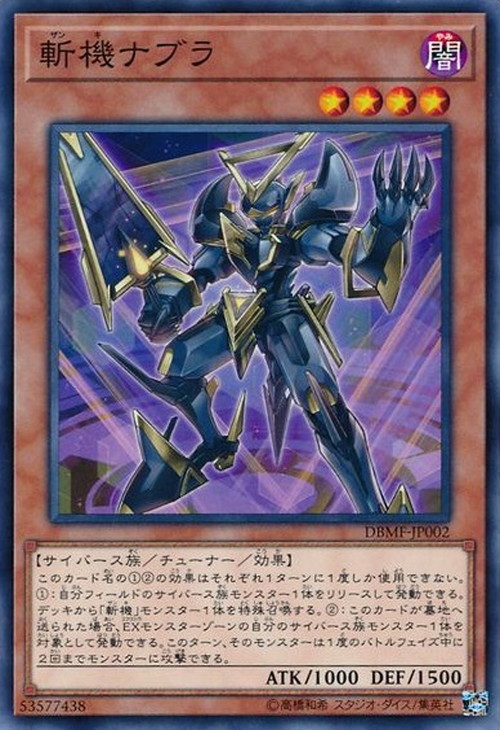 斬機ナブラ
闇
DBMF-JP002
【サイバース族／チューナー／効果】
このカード名の①②の効果はそれぞれ1ターンに1度しか使用できない。
①：自分フィールドのサイバース族モンスター1体をリリースして発動できる。
デッキから「斬機」モンスター1体を特殊召喚する。②：このカードが墓地へ
送られた場合、EXモンスターゾーンの自分のサイバース族モンスター1体を
対象として発動できる。このターン、そのモンスターは1度のバトルフェイズ中に
2回までモンスターに攻撃できる。
ATK/1000 DEF/1500
53577438
©高橋和希 スタジオ・ダイス/集英社